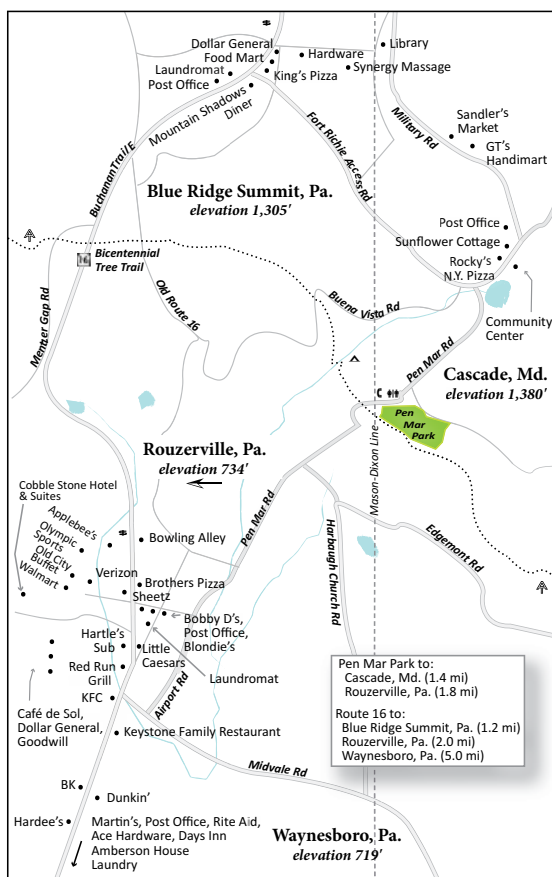 Dollar General
Food Mart
Hardware
Library
Laundromat
Post Office
King's Pizza
Synergy Massage
Mountain Shadows
Diner
Military Rd
Sandler's
Market
GT's
Handimart
Buchanan Trail E
Fort Richie Access Rd
Blue Ridge Summit, Pa.
elevation 1,305'
Post Office
Sunflower Cottage
Rocky's
N.Y. Pizza
16
Bicentennial
Tree Trail
Mentzer Gap Rd
Old Route 16
Bueno Vista Rd
Community
Center
Pen Mar Rd
Cascade, Md.
elevation 1,380'
Pen
Mar
Park
Mason-Dixon Line
Rouzerville, Pa.
elevation 734'
Pen Mar Rd
Harbaugh Church Rd
Edgemont Rd
Cobble Stone Hotel
& Suites
Applebee's
Olympic
Sports
Old City
Buffet
Walmart
Verizon
Bowling Alley
Brothers Pizza
Sheetz
Bobby D's,
Post Office,
Blondie's
Hartle's
Sub
Little
Caesars
Laundromat
Red Run
Grill
KFC
Airport Rd
Café de Sol,
Dollar General,
Goodwill
Keystone Family Restaurant
Midvale Rd
Pen Mar Park to:
Cascade, Md. (1.4 mi)
Rouzerville, Pa. (1.8 mi)
Route 16 to:
Blue Ridge Summit, Pa. (1.2 mi)
Rouzerville, Pa. (2.0 mi)
Waynesboro, Pa. (5.0 mi)
BK
Dunkin'
Hardee's
Martin's, Post Office, Rite Aid,
Ace Hardware, Days Inn
Amberson House
Laundry
Waynesboro, Pa.
elevation 719'